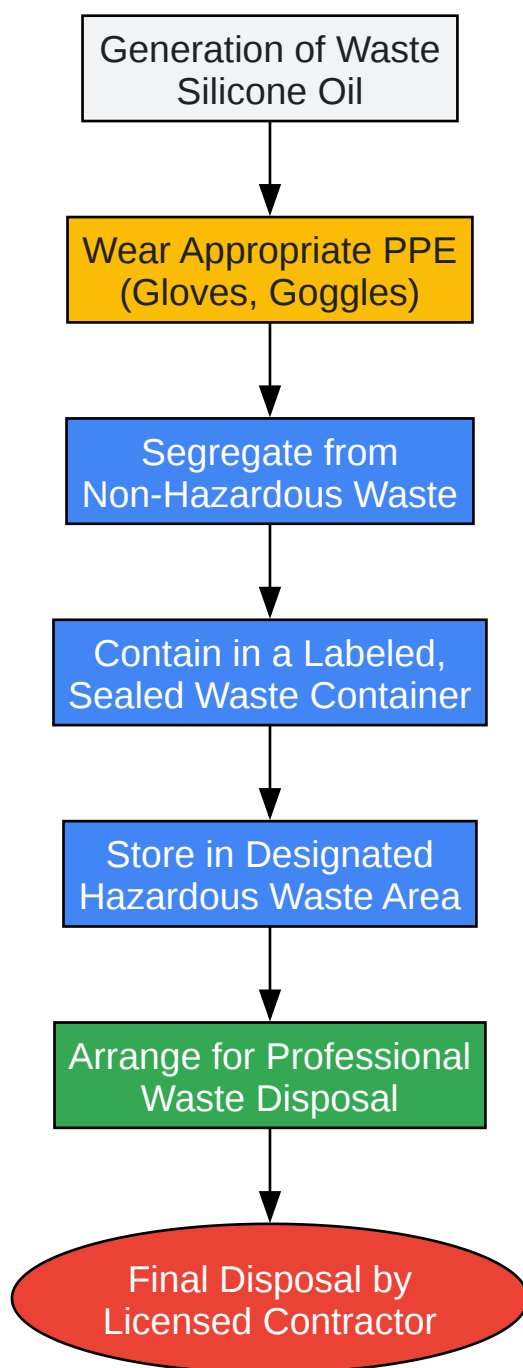 Generation of Waste
Silicone Oil
Wear Appropriate PPE
(Gloves, Goggles)
Segregate from
Non-Hazardous Waste
Contain in a Labeled,
Sealed Waste Container
Store in Designated
Hazardous Waste Area
Arrange for Professional
Waste Disposal
Final Disposal by
Licensed Contractor